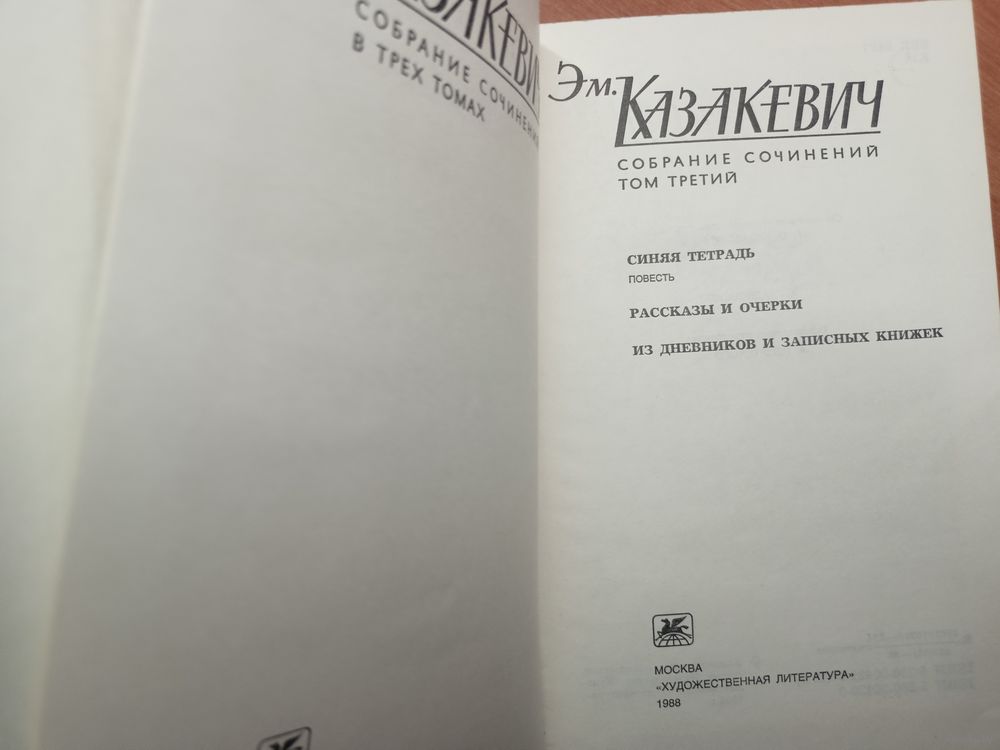 СОБРАНИЕ СОЧИНЕНИЙ
В ТРЕХ ТОМАХ
Эм. КАЗАКЕВИЧ
СОБРАНИЕ СОЧИНЕНИЙ
ТОМ ТРЕТИЙ
СИНЯЯ ТЕТРАДЬ
ПОВЕСТЬ
РАССКАЗЫ И ОЧЕРКИ
ИЗ ДНЕВНИКОВ И ЗАПИСНЫХ КНИЖЕК
МОСКВА
«ХУДОЖЕСТВЕННАЯ ЛИТЕРАТУРА»
1988